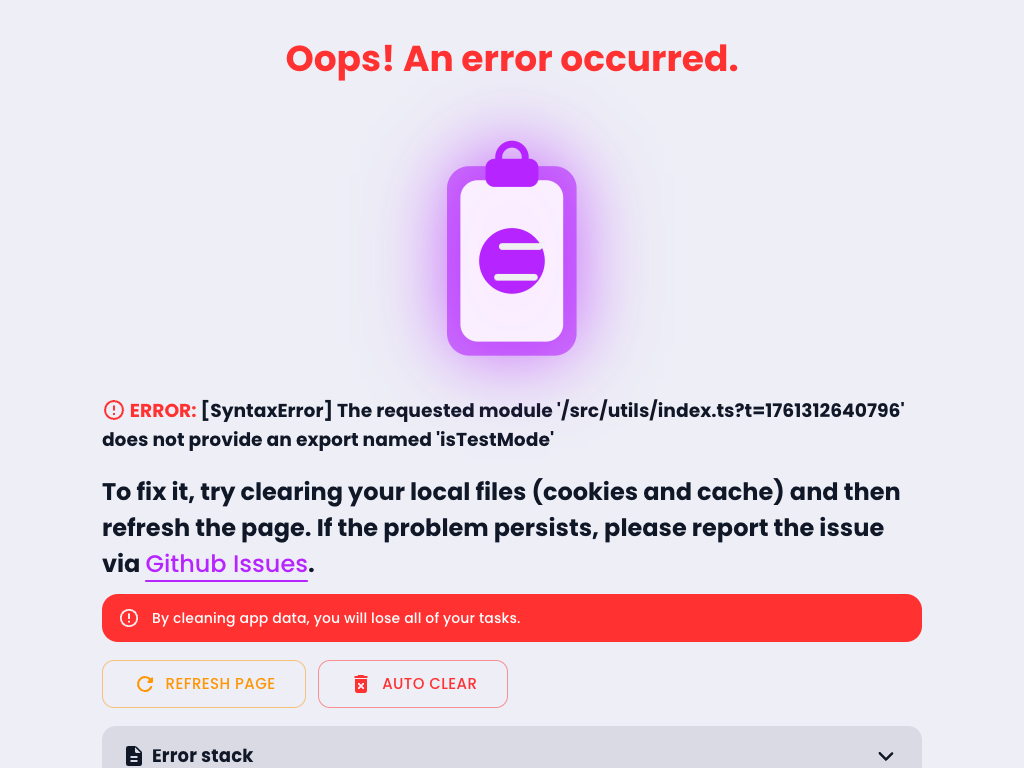 Oops! An error occurred.
ERROR: [SyntaxError] The requested module '/src/utils/index.ts?t=1761312640796'
does not provide an export named 'isTestMode'
To fix it, try clearing your local files (cookies and cache) and then
refresh the page. If the problem persists, please report the issue
via Github Issues.
By cleaning app data, you will lose all of your tasks.
REFRESH PAGE
AUTO CLEAR
Error stack